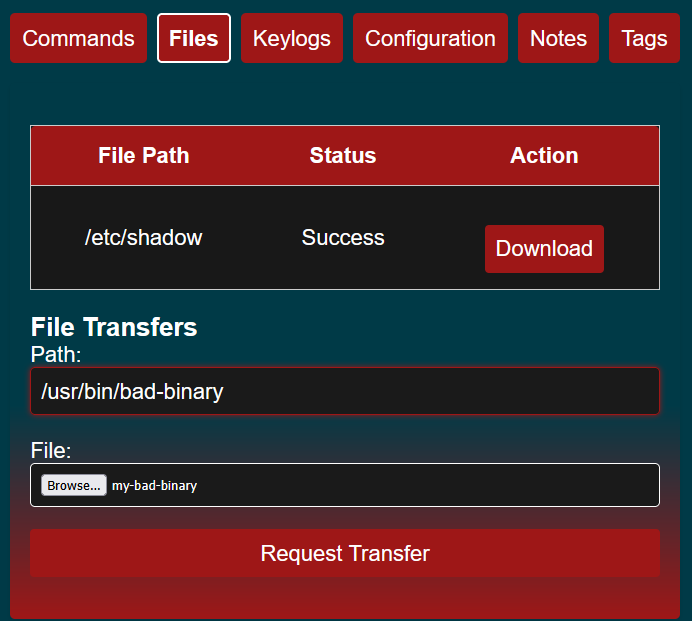 Commands Files Keylogs Configuration Notes Tags
File Path Status Action
/etc/shadow Success Download
File Transfers
Path:
/usr/bin/bad-binary
File:
Browse... my-bad-binary
Request Transfer